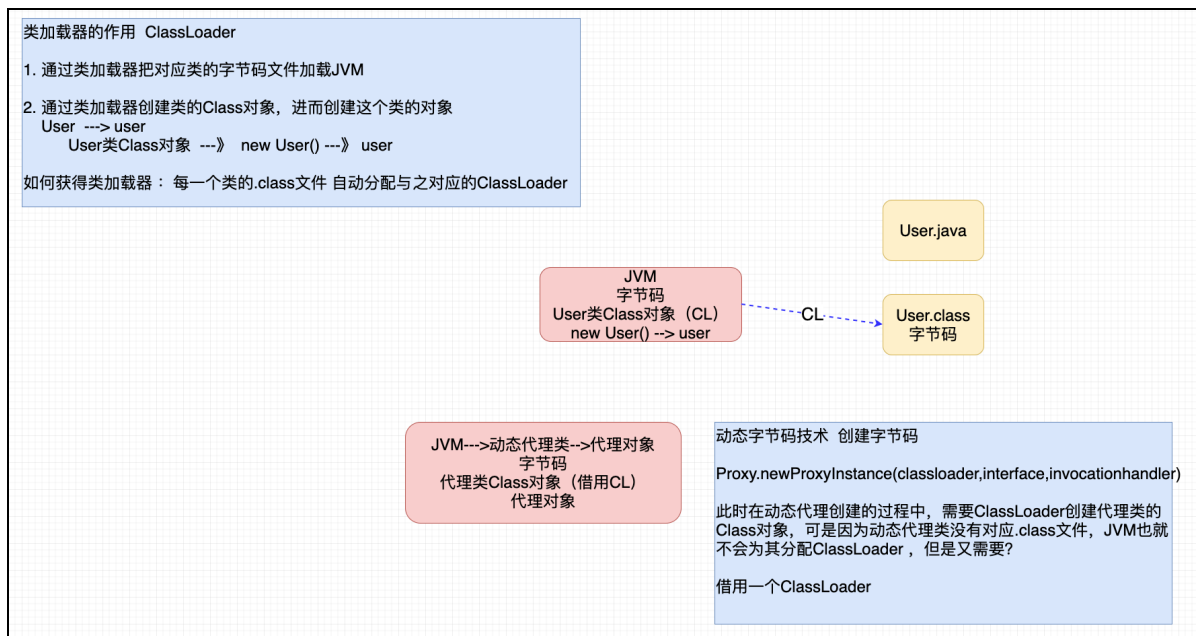 类加载器的作用 ClassLoader
1. 通过类加载器把对应类的字节码文件加载JVM
2. 通过类加载器创建类的Class对象，进而创建这个类的对象
User ---> user
User类Class对象 ---》 new User() ---》 user
如何获得类加载器： 每一个类的.class文件 自动分配与之对应的ClassLoader
User.java
JVM
字节码
User类Class对象（CL）
new User() --> user
CL
User.class
字节码
JVM--->动态代理类-->代理对象
字节码
代理类Class对象（借用CL）
代理对象
动态字节码技术 创建字节码
Proxy.newProxyInstance(classloader,interface,invocationhandler)
此时在动态代理创建的过程中，需要ClassLoader创建代理类的
Class对象，可是因为动态代理类没有对应.class文件，JVM也就
不会为其分配ClassLoader ，但是又需要?
借用一个ClassLoader